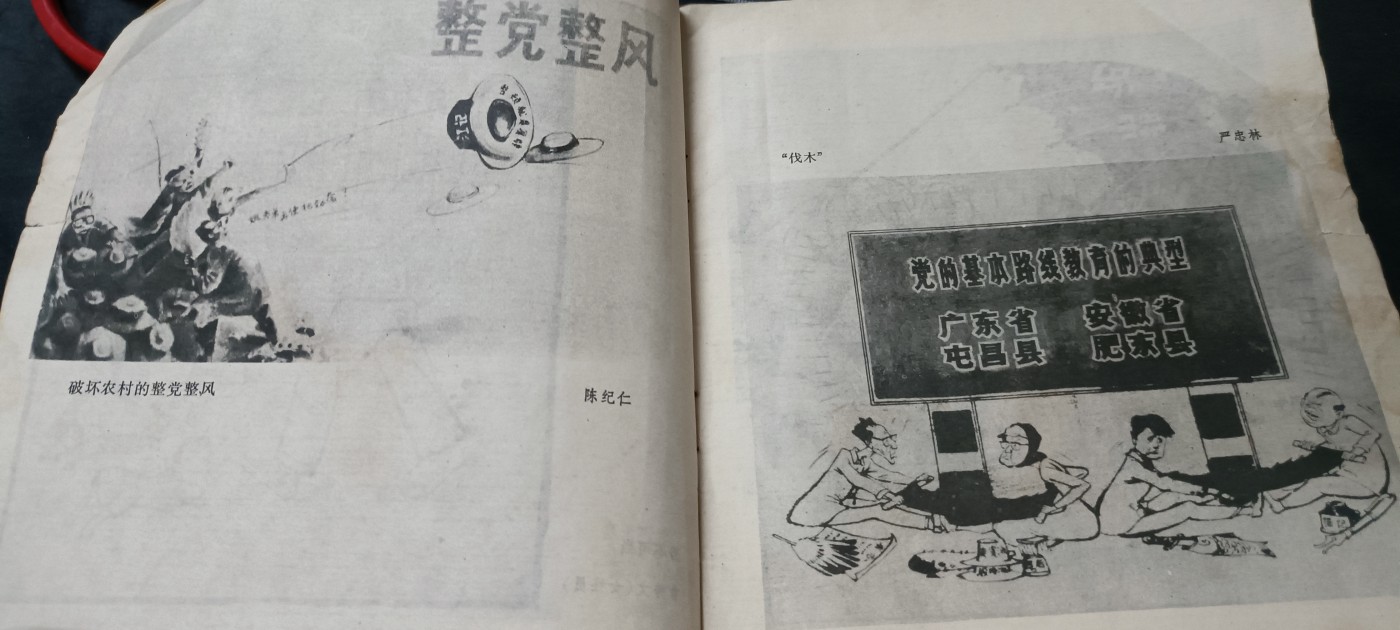 整党整风
江记
破坏农村的整党整风
陈纪仁
“伐木”
严忠林
党的基本路线教育的典型
广东省 安徽省
屯昌县 肥东县